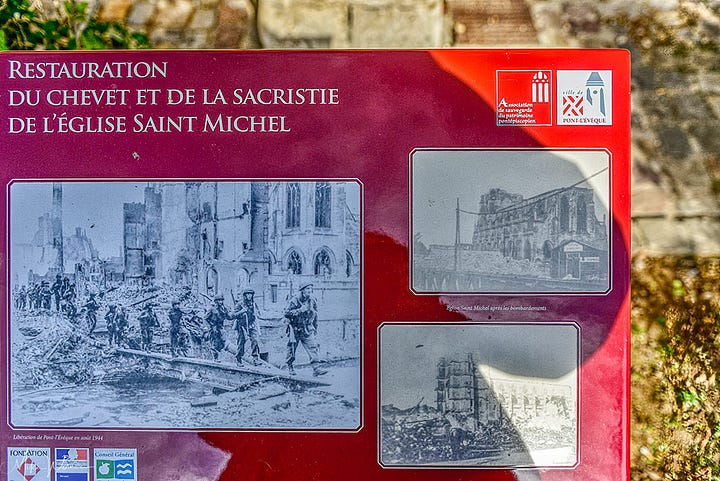 RESTAURATION
DU CHEVET ET DE LA SACRISTIE
DE L'ÉGLISE SAINT MICHEL
Association
de sauvegarde
du patrimoine
pontépiscopien
ville de
PONT-L'ÉVÊQUE
Église Saint Michel après les bombardements
Libération de Pont-l'Évêque en août 1944
FONDATION
Conseil Général